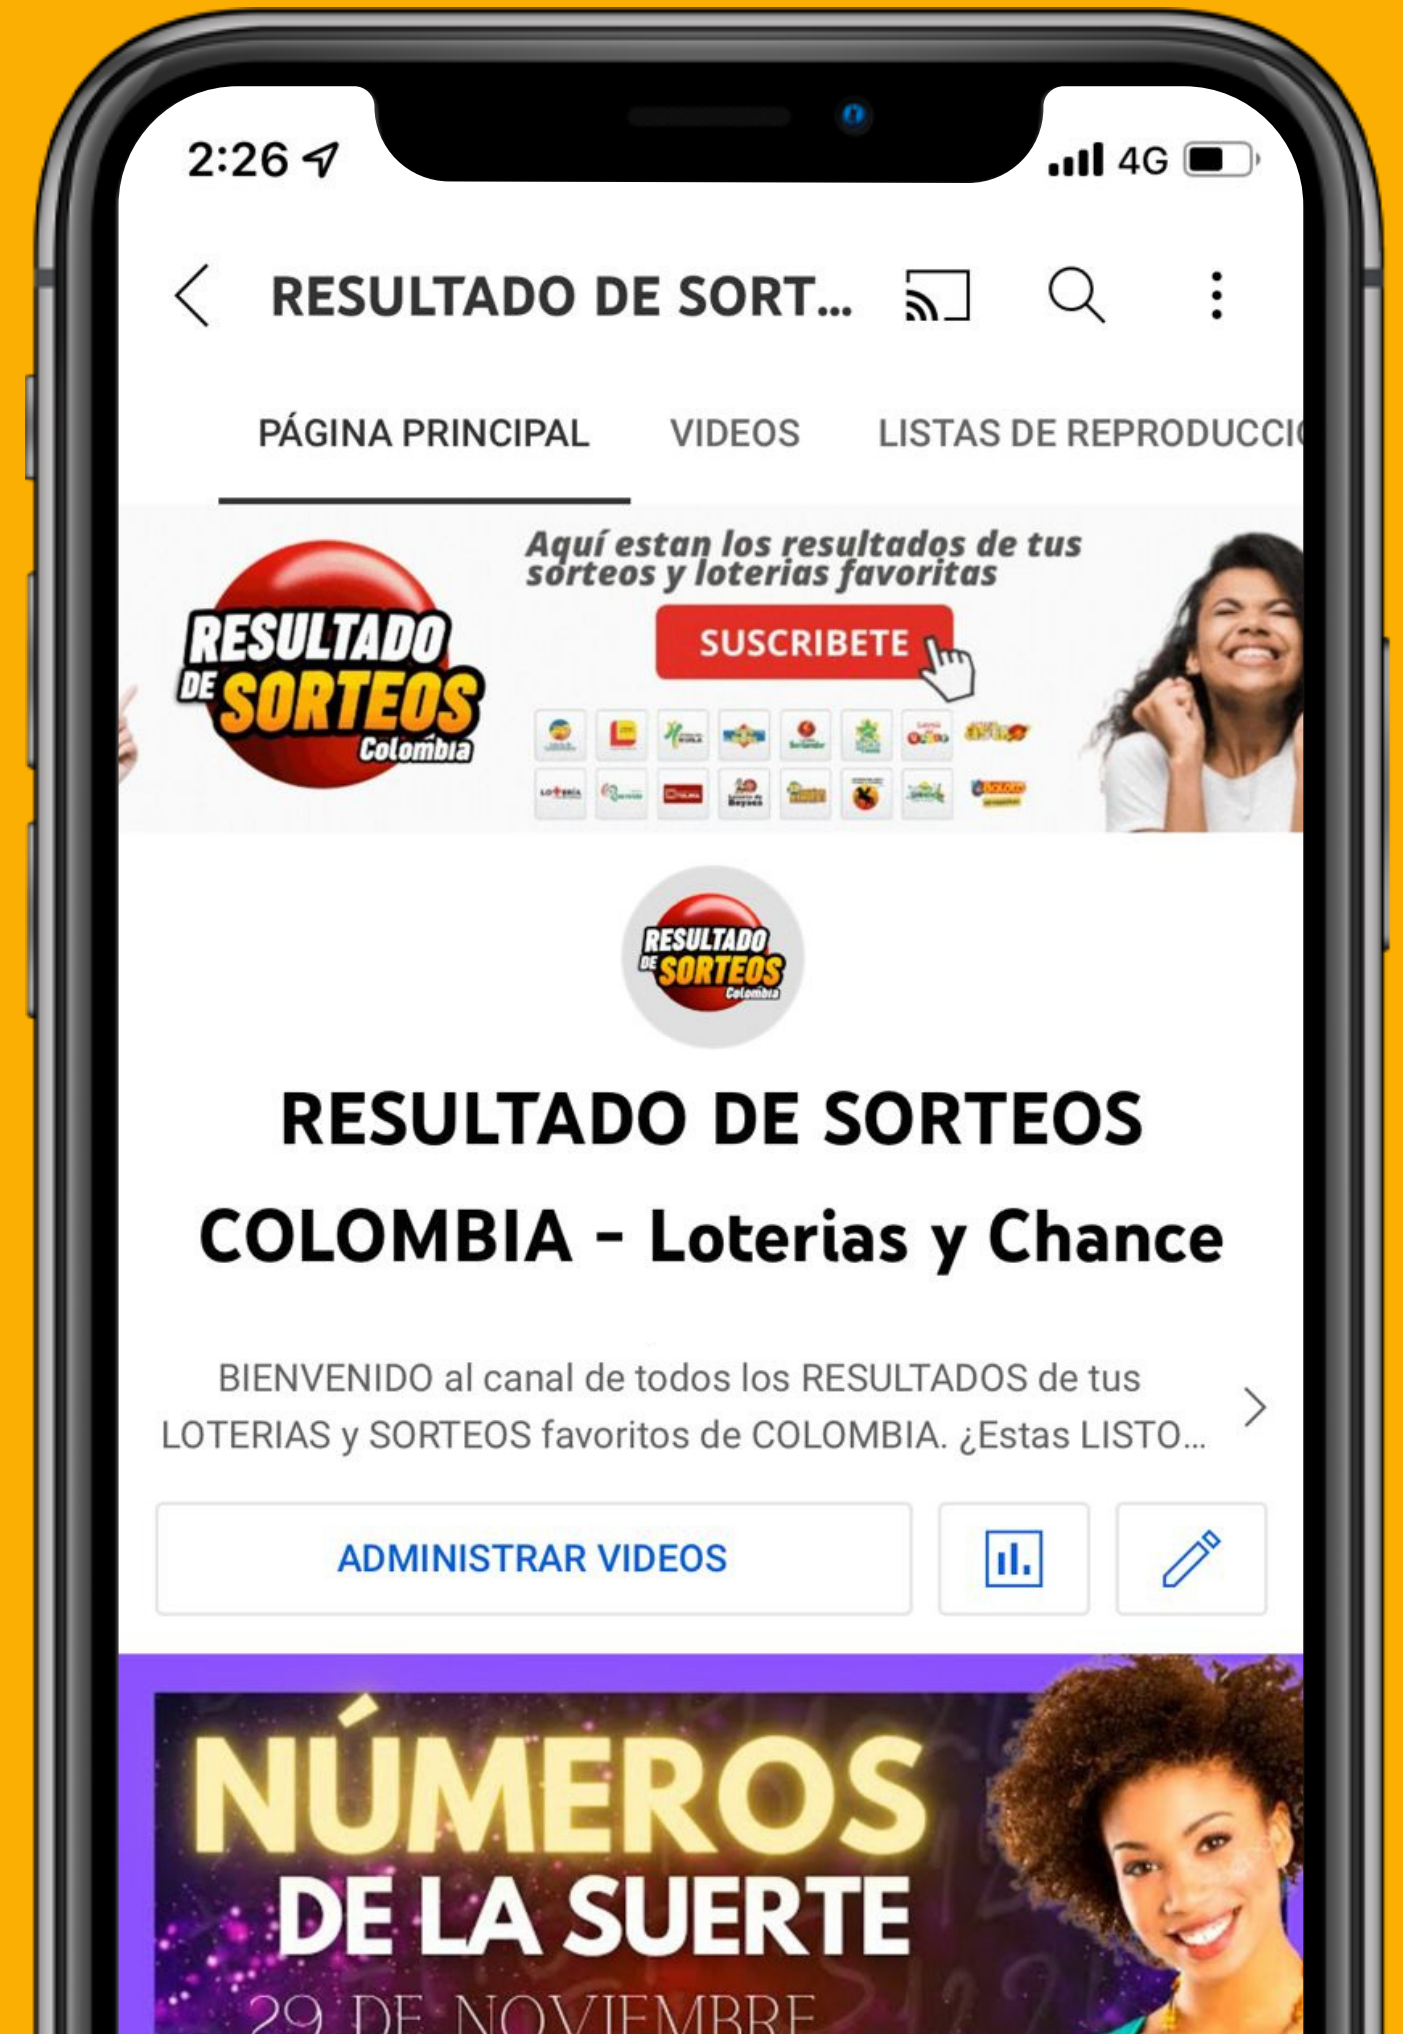 2:26
4G
RESULTADO DE SORT...
PÁGINA PRINCIPAL
VIDEOS
LISTAS DE REPRODUCCI
RESULTADO
DE SORTEOS
Colombia
Aquí estan los resultados de tus
sorteos y loterias favoritas
SUSCRIBETE
RESULTADO
DE SORTEOS
Colombia
RESULTADO DE SORTEOS
COLOMBIA - Loterias y Chance
BIENVENIDO al canal de todos los RESULTADOS de tus
LOTERIAS y SORTEOS favoritos de COLOMBIA. ¿Estas LISTO...
ADMINISTRAR VIDEOS
NÚMEROS
DE LA SUERTE
29 DE NOVIEMBRE